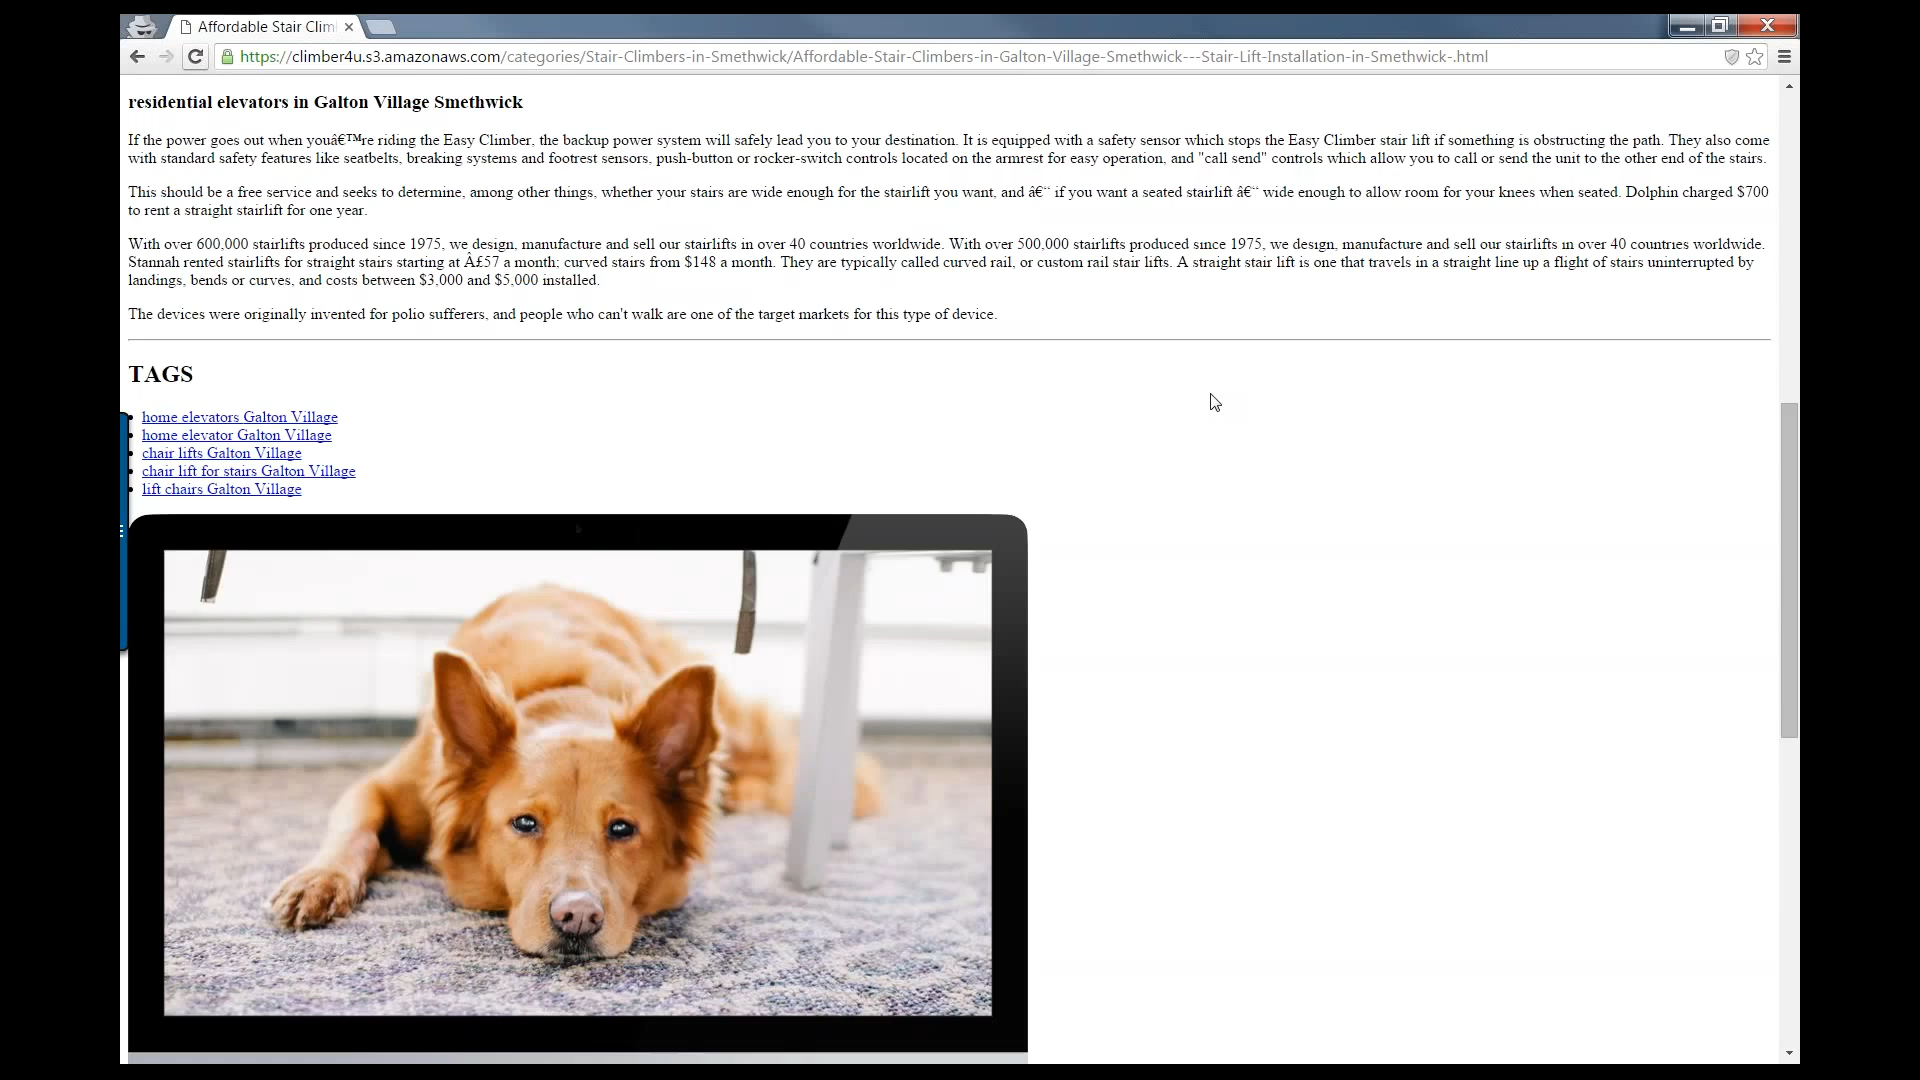 Affordable Stair Clim
https://climber4u.s3.amazonaws.com/categories/Stair-Climbers-in-Smethwick/Affordable-Stair-Climbers-in-Galton-Village-Smethwick---Stair-Lift-Installation-in-Smethwick-.html
residential elevators in Galton Village Smethwick
If the power goes out when youâ€™re riding the Easy Climber, the backup power system will safely lead you to your destination. It is equipped with a safety sensor which stops the Easy Climber stair lift if something is obstructing the path. They also come
with standard safety features like seatbelts, breaking systems and footrest sensors, push-button or rocker-switch controls located on the armrest for easy operation, and "call send" controls which allow you to call or send the unit to the other end of the stairs.
This should be a free service and seeks to determine, among other things, whether your stairs are wide enough for the stairlift you want, and â€¨ if you want a seated stairlift â€¨ wide enough to allow room for your knees when seated. Dolphin charged $700
to rent a straight stairlift for one year.
With over 600,000 stairlifts produced since 1975, we design, manufacture and sell our stairlifts in over 40 countries worldwide. With over 500,000 stairlifts produced since 1975, we design, manufacture and sell our stairlifts in over 40 countries worldwide.
Stannah rented stairlifts for straight stairs starting at Â£57 a month; curved stairs from $148 a month. They are typically called curved rail, or custom rail stair lifts. A straight stair lift is one that travels in a straight line up a flight of stairs uninterrupted by
landings, bends or curves, and costs between $3,000 and $5,000 installed.
The devices were originally invented for polio sufferers, and people who can't walk are one of the target markets for this type of device.
TAGS
home elevators Galton Village
home elevator Galton Village
chair lifts Galton Village
chair lift for stairs Galton Village
lift chairs Galton Village